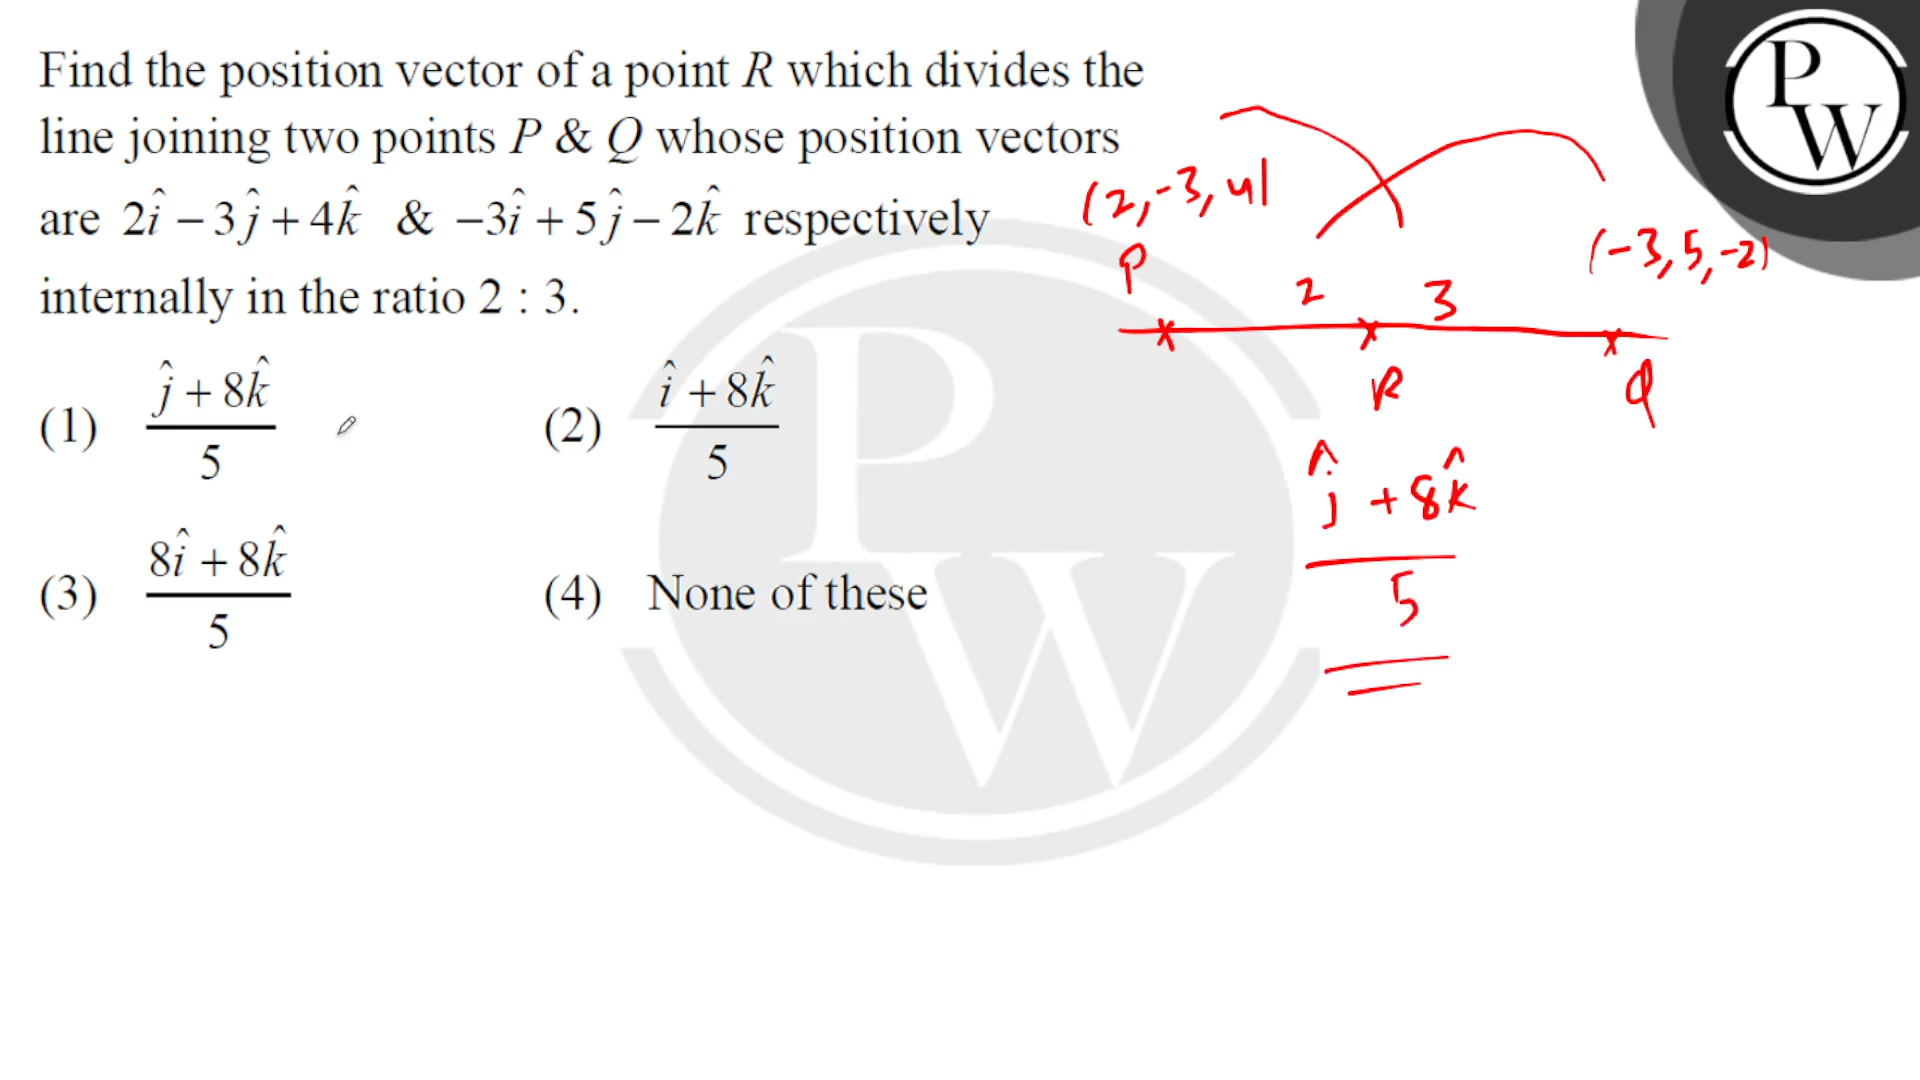 Find the position vector of a point R which divides the
line joining two points P & Q whose position vectors
are 2î − 3ĵ + 4k̂ & −3î + 5ĵ − 2k̂ respectively
internally in the ratio 2 : 3.
(1) (ĵ + 8k̂)/5
(2) (î + 8k̂)/5
(3) (8î + 8k̂)/5
(4) None of these
(2, -3, 4)
(-3, 5, -2)
P
2
3
R
Q
ĵ + 8k̂
5
PW
PW